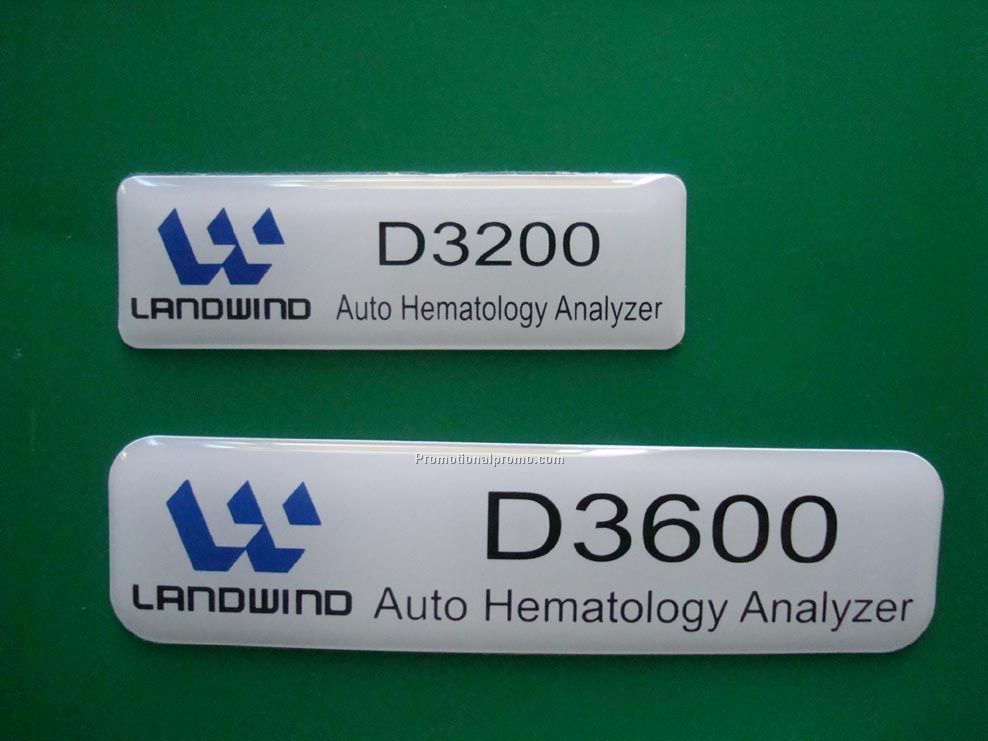 D3200
LANDWIND Auto Hematology Analyzer
Promotionalpromo.com
D3600
LANDWIND Auto Hematology Analyzer